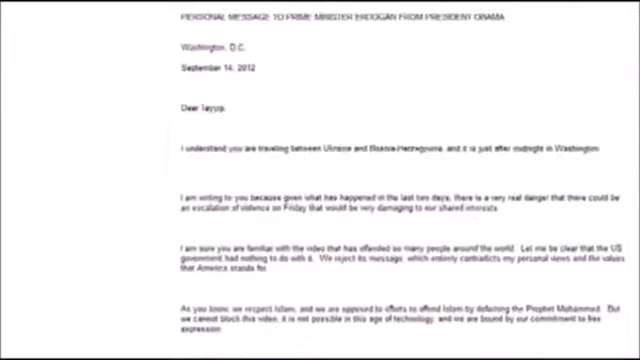 PERSONAL MESSAGE TO PRIME MINISTER ERDOGAN FROM PRESIDENT OBAMA
Washington, D.C.
September 14, 2012
Dear Tayyip,
I understand you are traveling between Ukraine and Bosnia-Herzegovina, and it is just after midnight in Washington.
I am writing to you because given what has happened in the last two days, there is a very real danger that there could be
an escalation of violence on Friday that would be very damaging to our shared interests.
I am sure you are familiar with the video that has offended so many people around the world. Let me be clear that the US
government had nothing to do with it. We reject its message, which entirely contradicts my personal views and the values
that America stands for.
As you know, we respect Islam, and we are opposed to efforts to offend Islam by defaming the Prophet Mohammed. But
we cannot block this video; it is not possible in this age of technology, and we are bound by our commitment to free
expression.